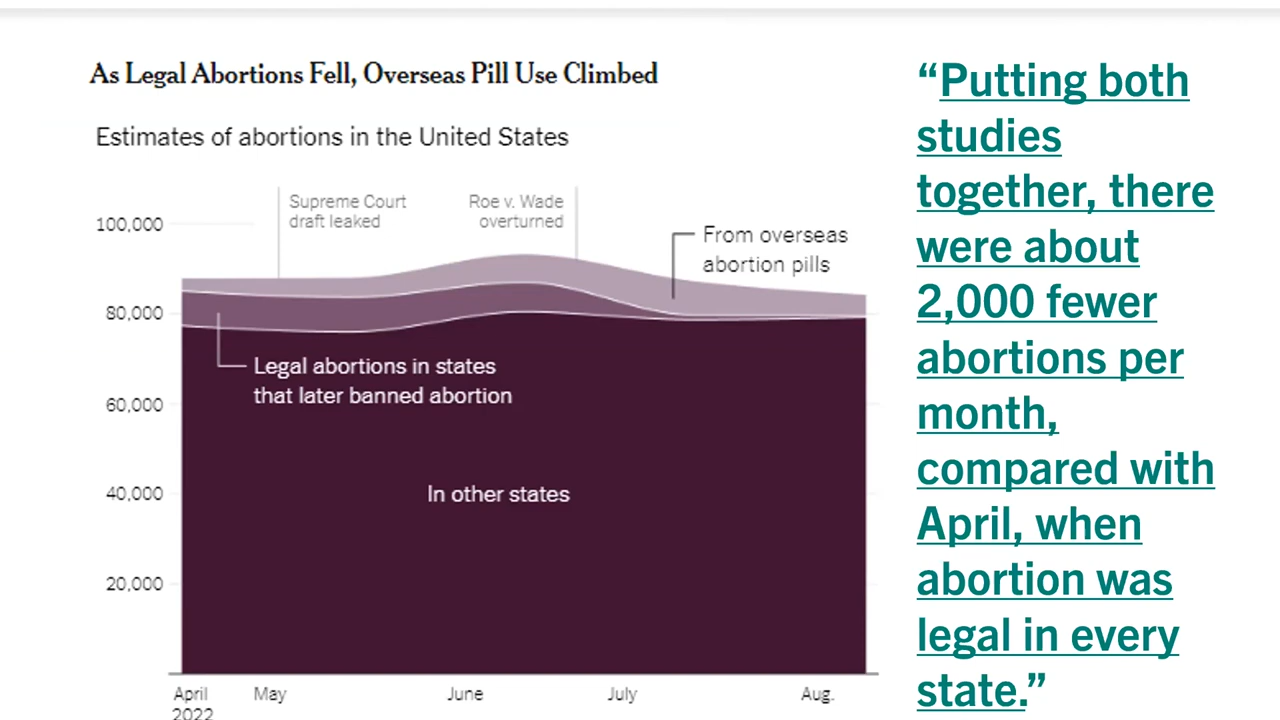 As Legal Abortions Fell, Overseas Pill Use Climbed
Estimates of abortions in the United States
Supreme Court
draft leaked
Roe v. Wade
overturned
From overseas
abortion pills
100,000
80,000
60,000
40,000
20,000
Legal abortions in states
that later banned abortion
In other states
April
2022
May
June
July
Aug.
“Putting both
studies
together, there
were about
2,000 fewer
abortions per
month,
compared with
April, when
abortion was
legal in every
state.”